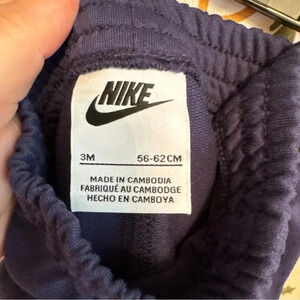 NIKE
3M 56-62CM
MADE IN CAMBODIA
FABRIQUÉ AU CAMBODGE
HECHO EN CAMBOYA